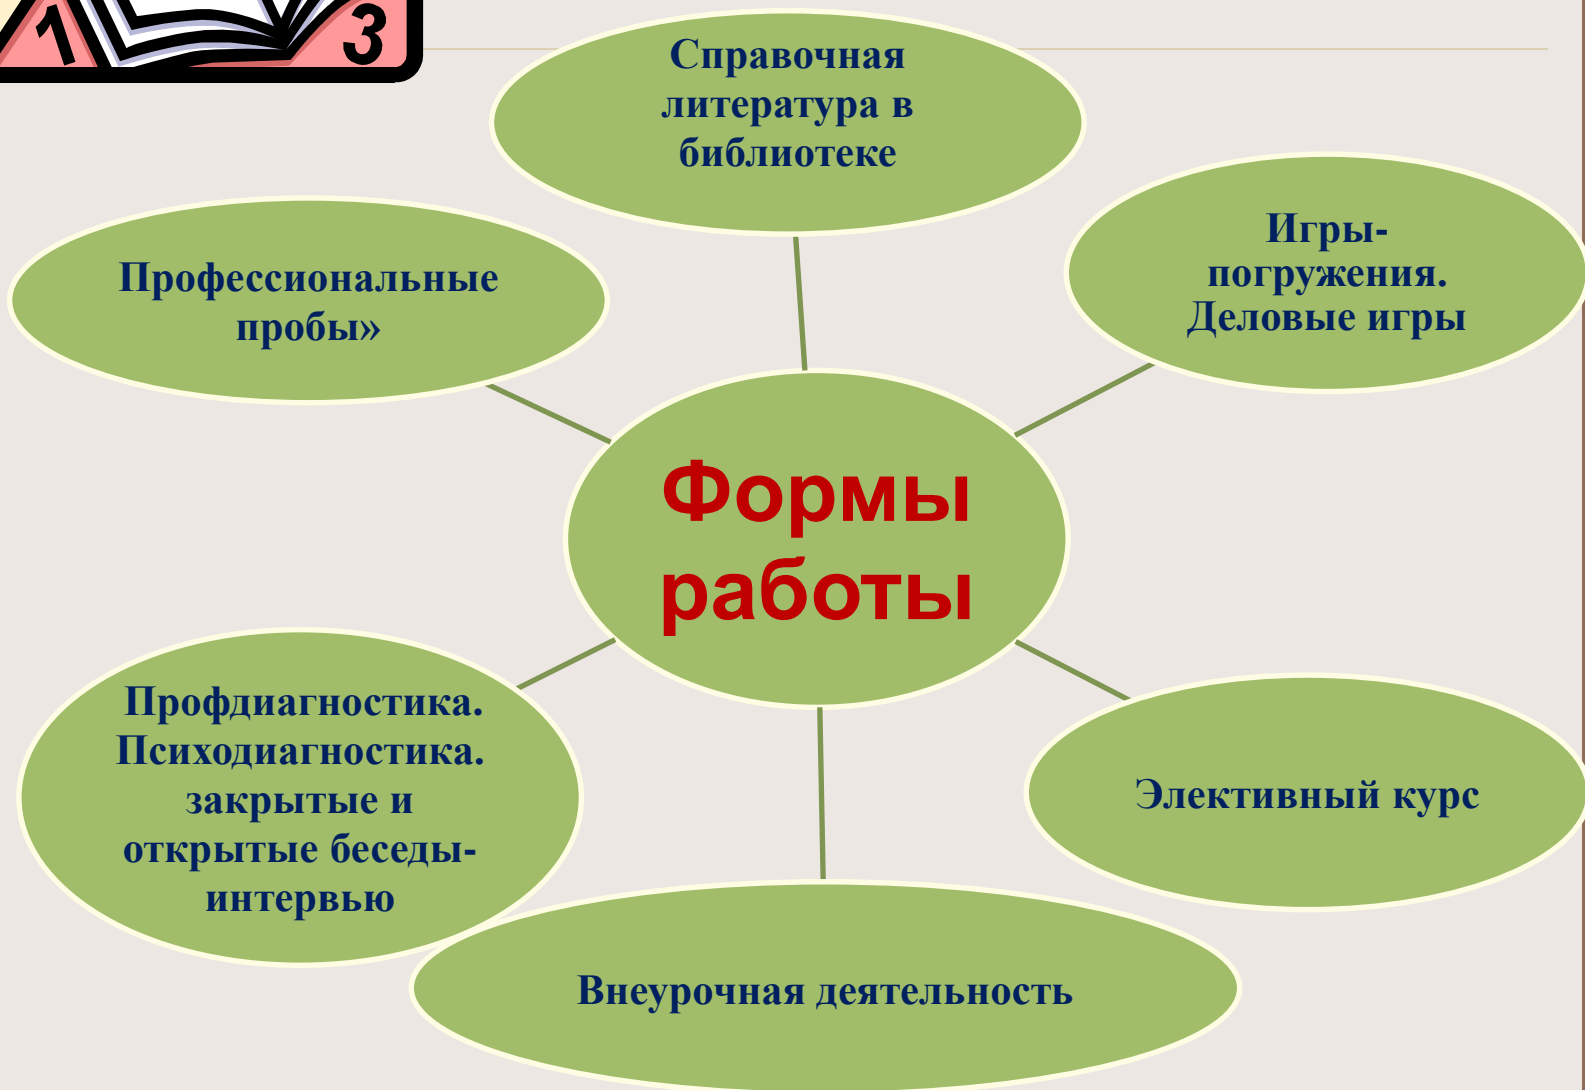 1
3
Справочная
литература в
библиотеке
Игры-
погружения.
Деловые игры
Профессиональные
пробы»
Формы
работы
Профдиагностика.
Психодиагностика.
закрытые и
открытые беседы-
интервью
Элективный курс
Внеурочная деятельность